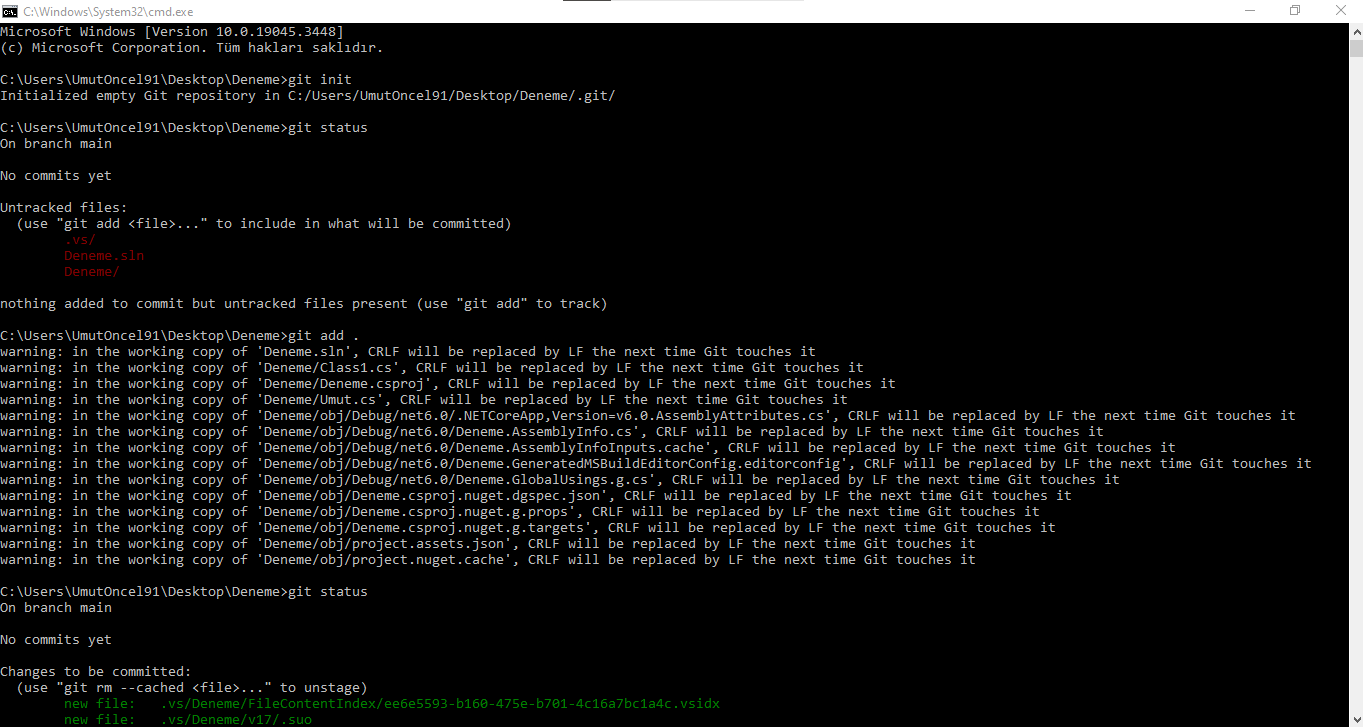 C:\Windows\System32\cmd.exe
Microsoft Windows [Version 10.0.19045.3448]
(c) Microsoft Corporation. Tüm hakları saklıdır.
C:\Users\UmutOncel91\Desktop\Deneme>git init
Initialized empty Git repository in C:/Users/UmutOncel91/Desktop/Deneme/.git/
C:\Users\UmutOncel91\Desktop\Deneme>git status
On branch main
No commits yet
Untracked files:
  (use "git add <file>..." to include in what will be committed)
        .vs/
        Deneme.sln
        Deneme/
nothing added to commit but untracked files present (use "git add" to track)
C:\Users\UmutOncel91\Desktop\Deneme>git add .
warning: in the working copy of 'Deneme.sln', CRLF will be replaced by LF the next time Git touches it
warning: in the working copy of 'Deneme/Class1.cs', CRLF will be replaced by LF the next time Git touches it
warning: in the working copy of 'Deneme/Deneme.csproj', CRLF will be replaced by LF the next time Git touches it
warning: in the working copy of 'Deneme/Umut.cs', CRLF will be replaced by LF the next time Git touches it
warning: in the working copy of 'Deneme/obj/Debug/net6.0/.NETCoreApp,Version=v6.0.AssemblyAttributes.cs', CRLF will be replaced by LF the next time Git touches it
warning: in the working copy of 'Deneme/obj/Debug/net6.0/Deneme.AssemblyInfo.cs', CRLF will be replaced by LF the next time Git touches it
warning: in the working copy of 'Deneme/obj/Debug/net6.0/Deneme.AssemblyInfoInputs.cache', CRLF will be replaced by LF the next time Git touches it
warning: in the working copy of 'Deneme/obj/Debug/net6.0/Deneme.GeneratedMSBuildEditorConfig.editorconfig', CRLF will be replaced by LF the next time Git touches it
warning: in the working copy of 'Deneme/obj/Debug/net6.0/Deneme.GlobalUsings.g.cs', CRLF will be replaced by LF the next time Git touches it
warning: in the working copy of 'Deneme/obj/Deneme.csproj.nuget.dgspec.json', CRLF will be replaced by LF the next time Git touches it
warning: in the working copy of 'Deneme/obj/Deneme.csproj.nuget.g.props', CRLF will be replaced by LF the next time Git touches it
warning: in the working copy of 'Deneme/obj/Deneme.csproj.nuget.g.targets', CRLF will be replaced by LF the next time Git touches it
warning: in the working copy of 'Deneme/obj/project.assets.json', CRLF will be replaced by LF the next time Git touches it
warning: in the working copy of 'Deneme/obj/project.nuget.cache', CRLF will be replaced by LF the next time Git touches it
C:\Users\UmutOncel91\Desktop\Deneme>git status
On branch main
No commits yet
Changes to be committed:
  (use "git rm --cached <file>..." to unstage)
        new file:   .vs/Deneme/FileContentIndex/ee6e5593-b160-475e-b701-4c16a7bc1a4c.vsidx
        new file:   .vs/Deneme/v17/.suo